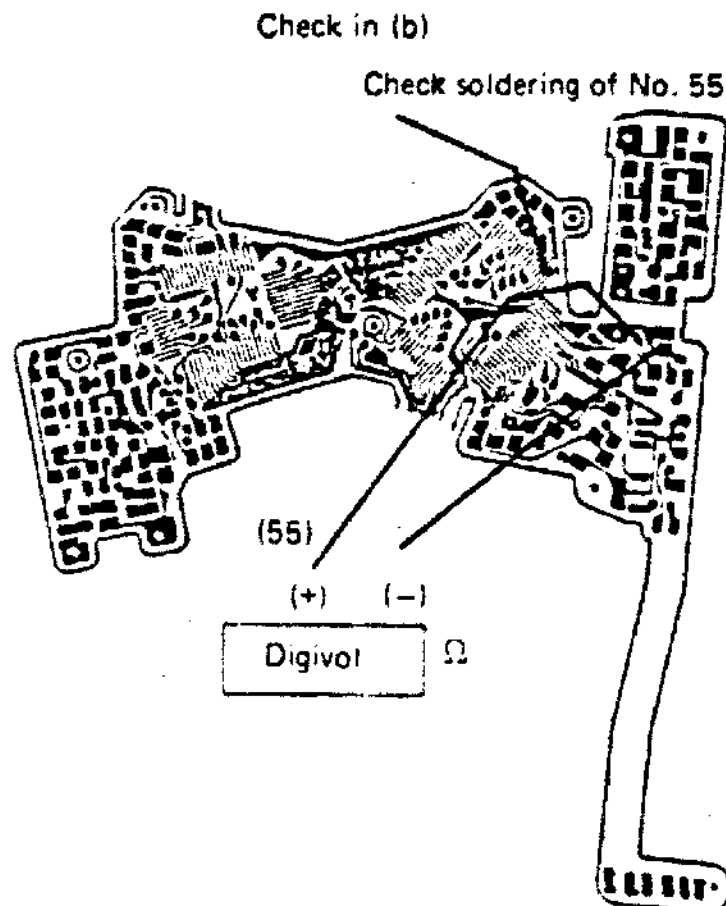 Check in (b)
Check soldering of No. 55
(55)
(+) (−)
Digivol Ω